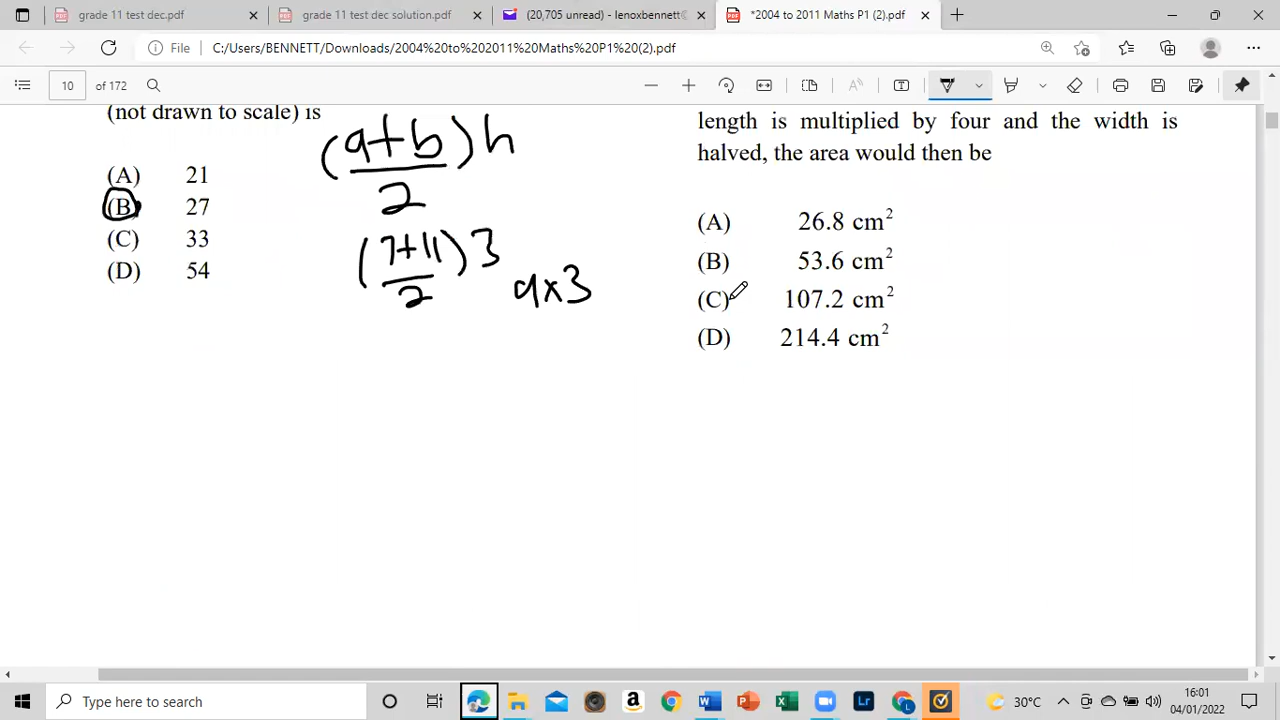 grade 11 test dec.pdf
grade 11 test dec solution.pdf
(20,705 unread) - lenoxbennett@
*2004 to 2011 Maths P1 (2).pdf
File
C:/Users/BENNETT/Downloads/2004%20to%202011%20Maths%20P1%20(2).pdf
10 of 172
(not drawn to scale) is
(A) 21
(B) 27
(C) 33
(D) 54
(a+b)h
2
(7+11)3
2
9x3
length is multiplied by four and the width is
halved, the area would then be
(A) 26.8 cm²
(B) 53.6 cm²
(C) 107.2 cm²
(D) 214.4 cm²
Type here to search
30°C
16:01
04/01/2022